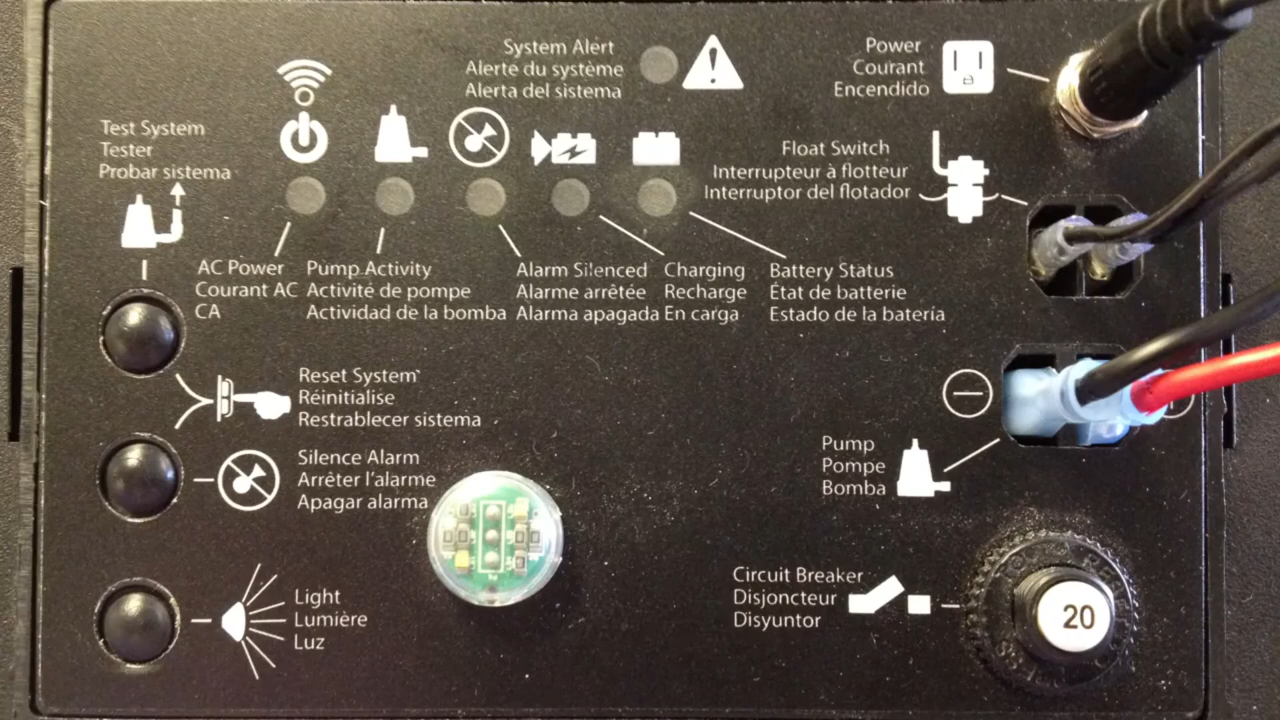 System Alert
Alerte du système
Alerta del sistema
Power
Courant
Encendido
Test System
Tester
Probar sistema
Float Switch
Interrupteur à flotteur
Interruptor del flotador
AC Power
Courant AC
CA
Pump Activity
Activité de pompe
Actividad de la bomba
Alarm Silenced
Alarme arrêtée
Alarma apagada
Charging
Recharge
En carga
Battery Status
État de batterie
Estado de la batería
Reset System
Réinitialise
Restrablecer sistema
Silence Alarm
Arrêter l'alarme
Apagar alarma
Pump
Pompe
Bomba
Circuit Breaker
Disjoncteur
Disyuntor
20
Light
Lumière
Luz